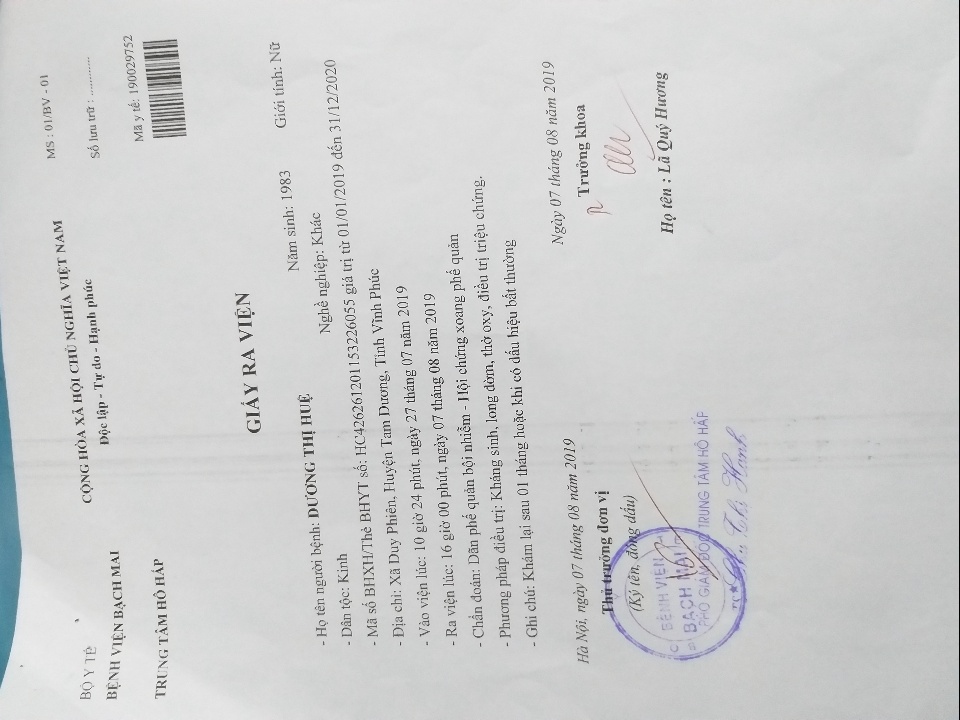 BỘ Y TẾ
BỆNH VIỆN BẠCH MAI
TRUNG TÂM HÔ HẤP
CỘNG HÒA XÃ HỘI CHỦ NGHĨA VIỆT NAM
Độc lập - Tự do - Hạnh phúc
MS : 01/BV - 01
Số lưu trữ : .............
Mã y tế: 190029752
GIẤY RA VIỆN
- Họ tên người bệnh: DƯƠNG THỊ HUỆ Năm sinh: 1983 Giới tính: Nữ
- Dân tộc: Kinh Nghề nghiệp: Khác
- Mã số BHXH/Thẻ BHYT số: HC426261201153226055 giá trị từ 01/01/2019 đến 31/12/2020
- Địa chỉ: Xã Duy Phiên, Huyện Tam Dương, Tỉnh Vĩnh Phúc
- Vào viện lúc: 10 giờ 24 phút, ngày 27 tháng 07 năm 2019
- Ra viện lúc: 16 giờ 00 phút, ngày 07 tháng 08 năm 2019
- Chẩn đoán: Dãn phế quản bội nhiễm - Hội chứng xoang phế quản
- Phương pháp điều trị: Kháng sinh, long đờm, thở oxy, điều trị triệu chứng.
- Ghi chú: Khám lại sau 01 tháng hoặc khi có dấu hiệu bất thường
Hà Nội, ngày 07 tháng 08 năm 2019
Thủ trưởng đơn vị
(Ký tên, đóng dấu)
BỆNH VIỆN
BẠCH MAI
PHÓ GIÁM ĐỐC TRUNG TÂM HÔ HẤP
Ngày 07 tháng 08 năm 2019
Trưởng khoa
Họ tên : Lã Quý Hương